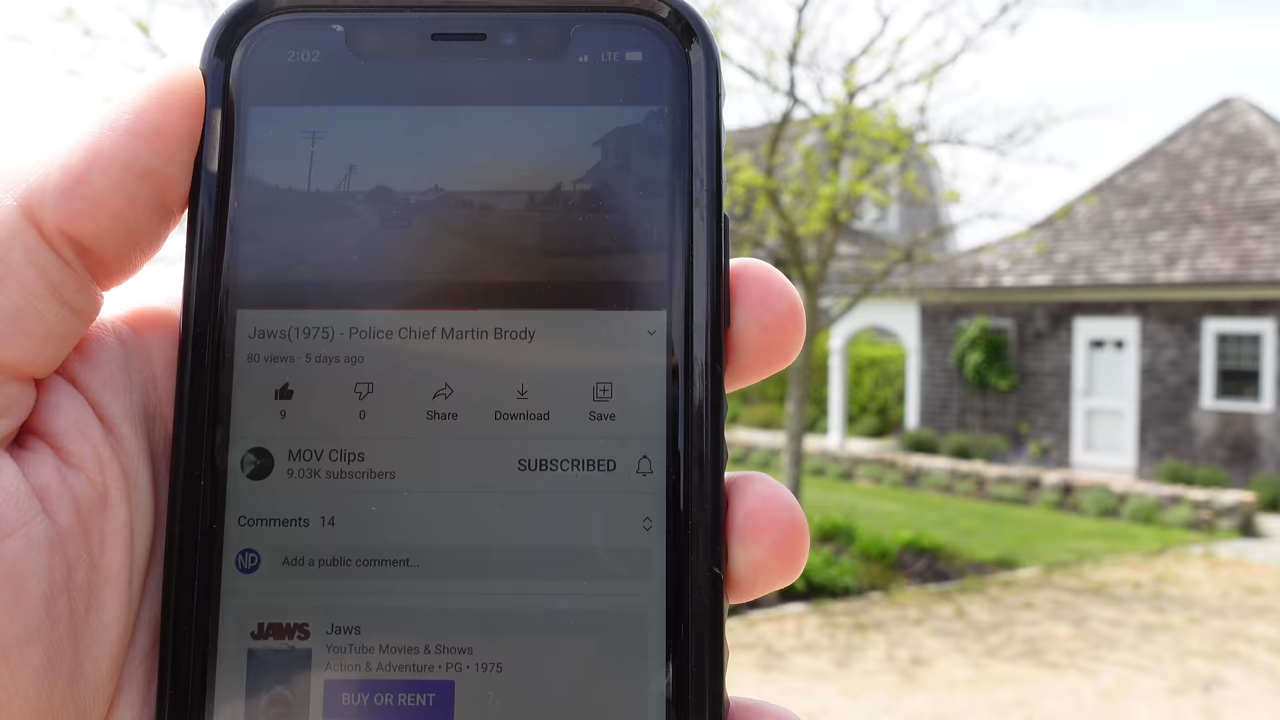 2:02 LTE
Jaws(1975) - Police Chief Martin Brody
80 views · 5 days ago
9 0 Share Download Save
MOV Clips
9.03K subscribers
SUBSCRIBED
Comments 14
NP
Add a public comment...
JAWS
Jaws
YouTube Movies & Shows
Action & Adventure • PG • 1975
BUY OR RENT